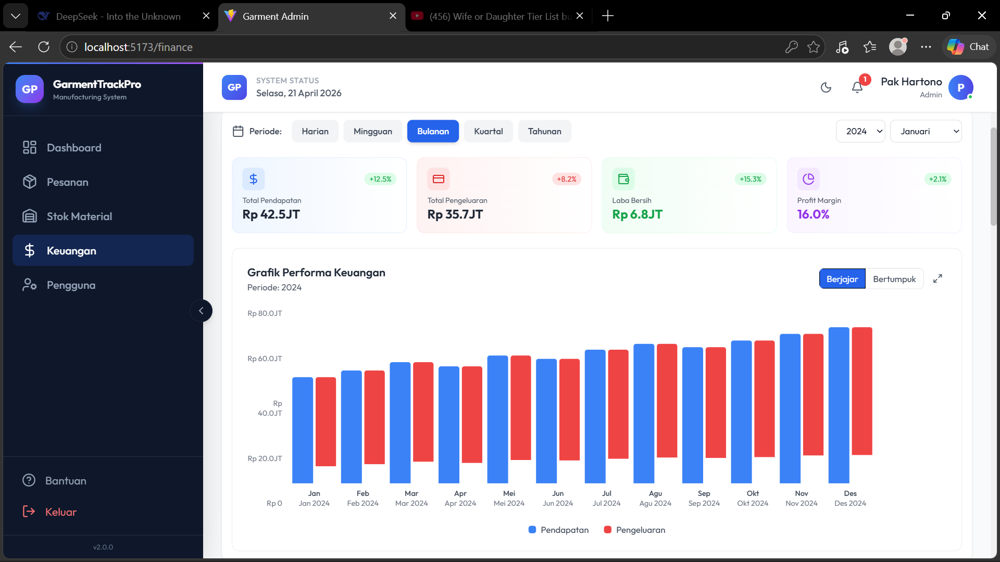 DeepSeek - Into the Unknown
Garment Admin
(456) Wife or Daughter Tier List bu
localhost:5173/finance
Chat
GP
GarmentTrackPro
Manufacturing System
Dashboard
Pesanan
Stok Material
Keuangan
Pengguna
Bantuan
Keluar
v2.0.0
GP
SYSTEM STATUS
Selasa, 21 April 2026
1
Pak Hartono
Admin
P
Periode:
Harian
Mingguan
Bulanan
Kuartal
Tahunan
2024
Januari
+12.5%
Total Pendapatan
Rp 42.5JT
+8.2%
Total Pengeluaran
Rp 35.7JT
+15.3%
Laba Bersih
Rp 6.8JT
+2.1%
Profit Margin
16.0%
Grafik Performa Keuangan
Periode: 2024
Berjajar
Bertumpuk
Rp 80.0JT
Rp 60.0JT
Rp
40.0JT
Rp 20.0JT
Rp 0
Jan Feb Mar Apr Mei Jun Jul Agu Sep Okt Nov Des
Jan 2024 Feb 2024 Mar 2024 Apr 2024 Mei 2024 Jun 2024 Jul 2024 Agu 2024 Sep 2024 Okt 2024 Nov 2024 Des 2024
Pendapatan
Pengeluaran